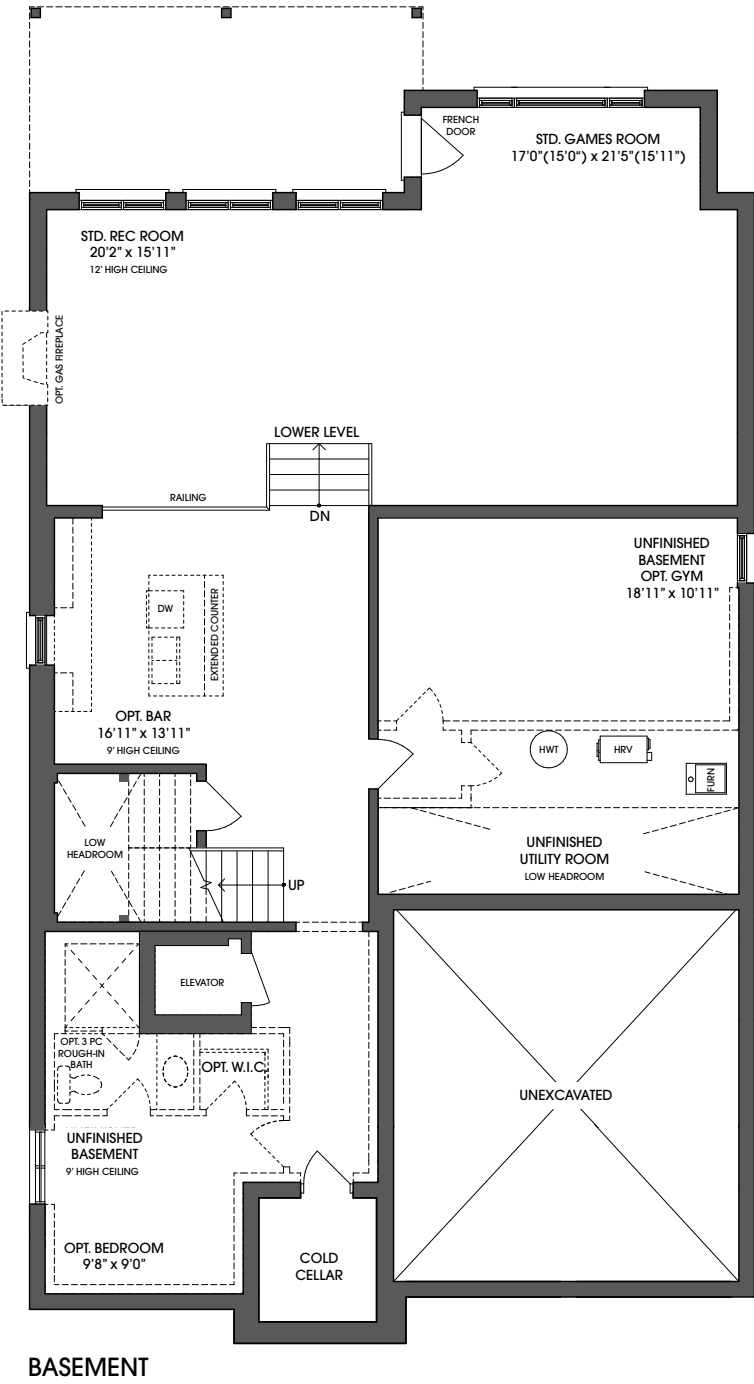 FRENCH
DOOR
STD. GAMES ROOM
17'0"(15'0") x 21'5"(15'11")
STD. REC ROOM
20'2" x 15'11"
12' HIGH CEILING
OPT. GAS FIREPLACE
LOWER LEVEL
RAILING
DN
UNFINISHED
BASEMENT
OPT. GYM
18'11" x 10'11"
DW
EXTENDED COUNTER
OPT. BAR
16'11" x 13'11"
9' HIGH CEILING
HWT
HRV
FURN
LOW
HEADROOM
UNFINISHED
UTILITY ROOM
LOW HEADROOM
UP
ELEVATOR
OPT. 3 PC
ROUGH-IN
BATH
OPT. W.I.C.
UNEXCAVATED
UNFINISHED
BASEMENT
9' HIGH CEILING
OPT. BEDROOM
9'8" x 9'0"
COLD
CELLAR
BASEMENT